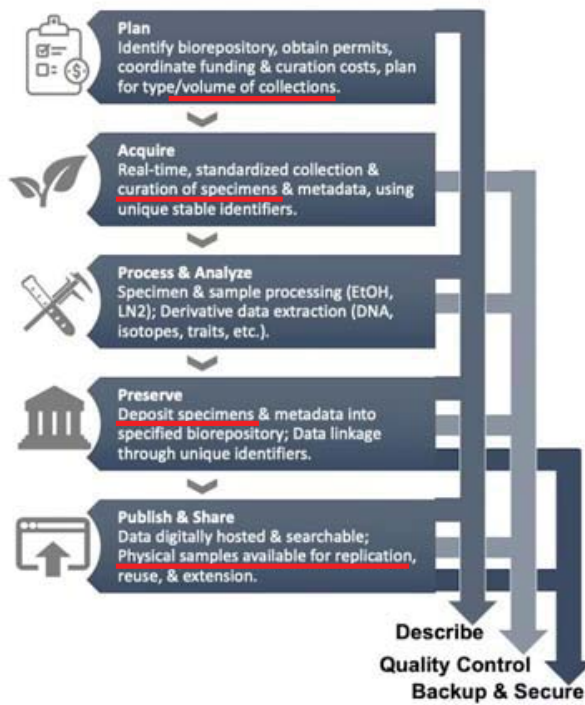 Plan
Identify biorepository, obtain permits,
coordinate funding & curation costs, plan
for type/volume of collections.
Acquire
Real-time, standardized collection &
curation of specimens & metadata, using
unique stable identifiers.
Process & Analyze
Specimen & sample processing (EtOH,
LN2); Derivative data extraction (DNA,
isotopes, traits, etc.).
Preserve
Deposit specimens & metadata into
specified biorepository; Data linkage
through unique identifiers.
Publish & Share
Data digitally hosted & searchable;
Physical samples available for replication,
reuse, & extension.
Describe
Quality Control
Backup & Secure